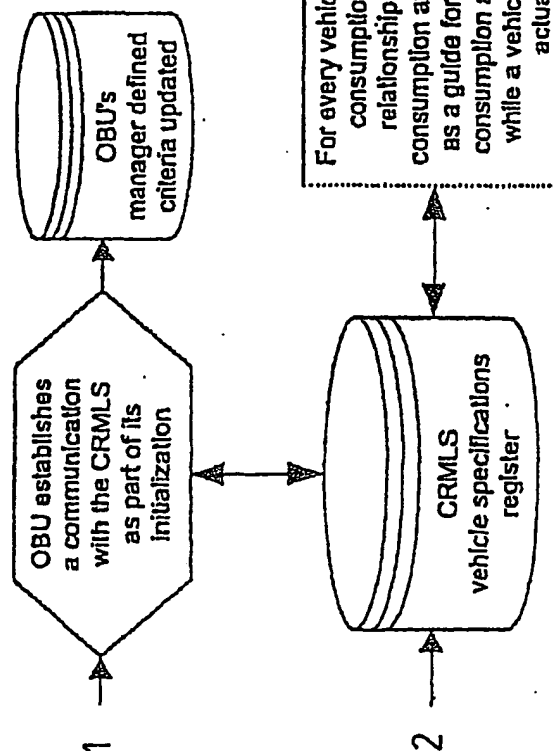 1
OBU establishes
a communication
with the CRMLS
as part of its
initialization
OBU's
manager defined
criteria updated
2
CRMLS
vehicle specifications
register
For every vehic
consumption
relationship
consumption a
as a guide for
consumption a
while a vehic
actua